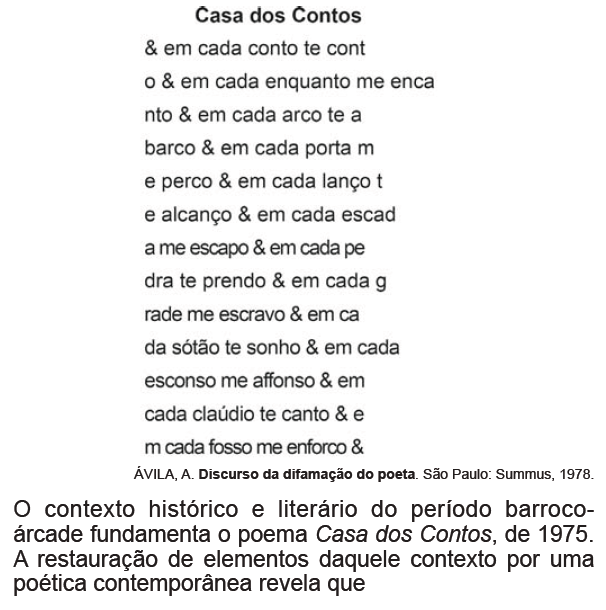 Casa dos Contos
& em cada conto te cont
o & em cada enquanto me enca
nto & em cada arco te a
barco & em cada porta m
e perco & em cada lanço t
e alcanço & em cada escad
a me escapo & em cada pe
dra te prendo & em cada g
rade me escravo & em ca
da sótão te sonho & em cada
esconso me affonso & em
cada claúdio te canto & e
m cada fosso me enforco &
ÁVILA, A. Discurso da difamação do poeta. São Paulo: Summus, 1978.
O contexto histórico e literário do período barroco-
árcade fundamenta o poema Casa dos Contos, de 1975.
A restauração de elementos daquele contexto por uma
poética contemporânea revela que